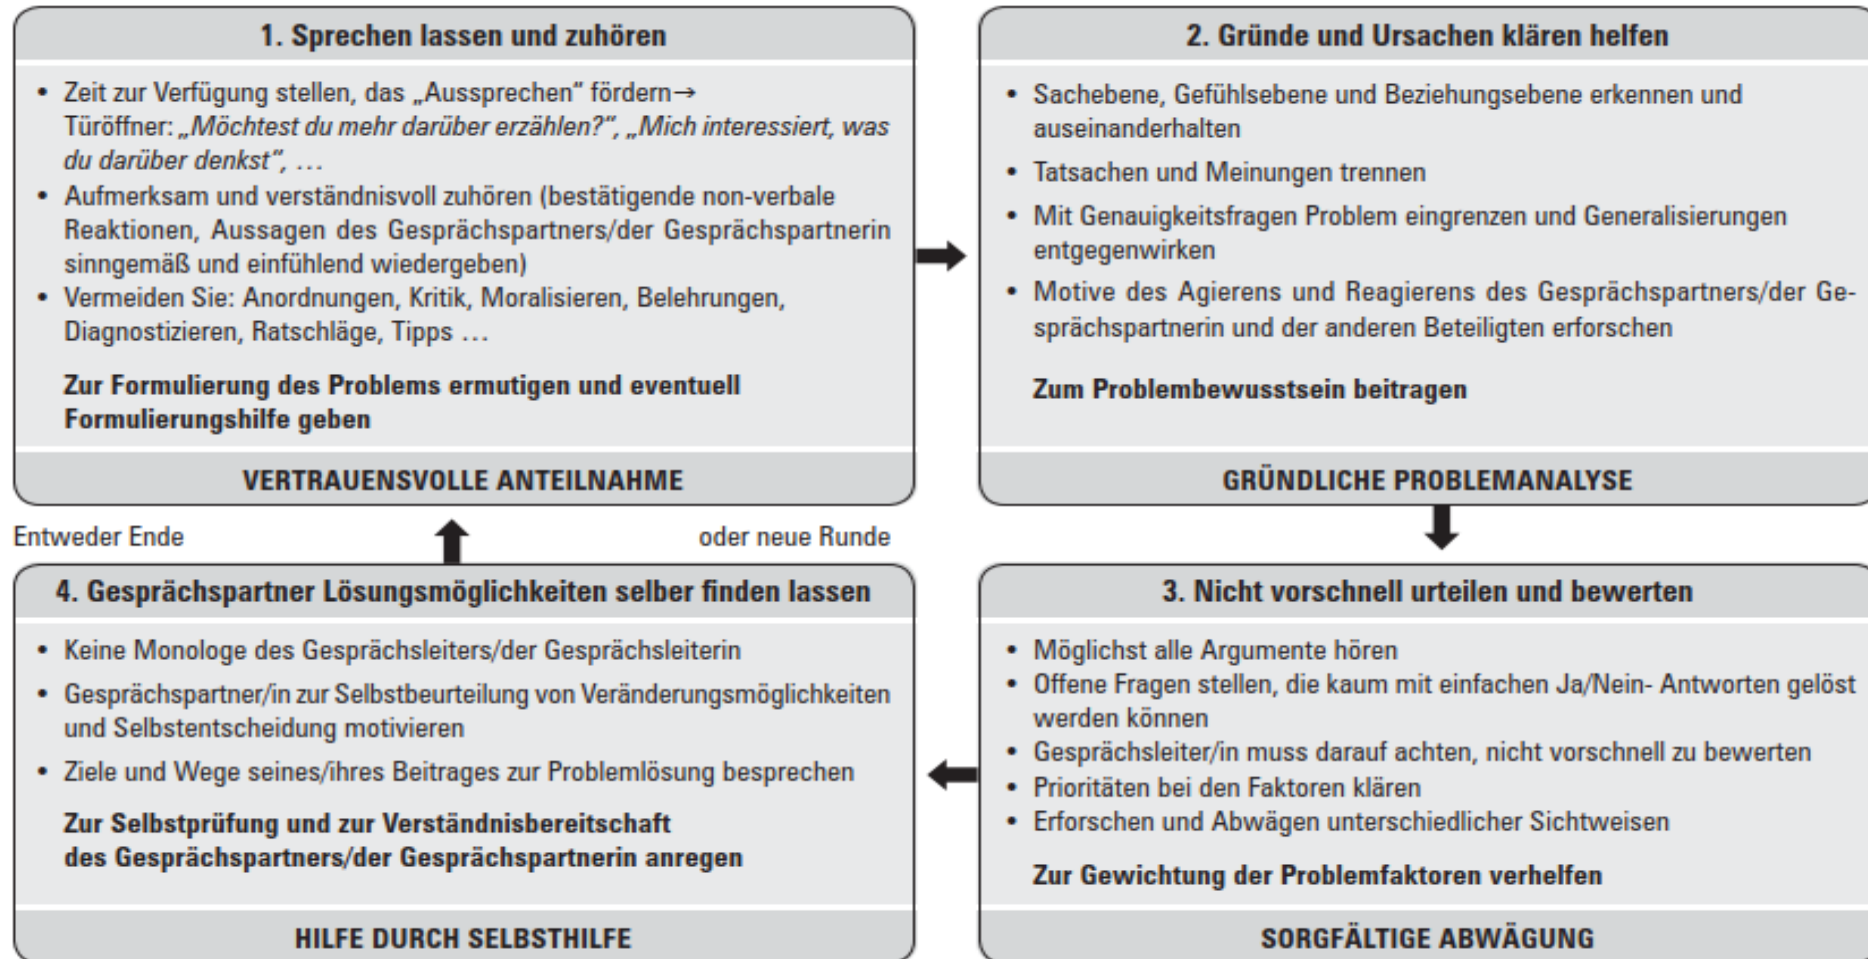 1. Sprechen lassen und zuhören
• Zeit zur Verfügung stellen, das „Aussprechen“ fördern→
Türöffner: „Möchtest du mehr darüber erzählen?“, „Mich interessiert, was
du darüber denkst“, …
• Aufmerksam und verständnisvoll zuhören (bestätigende non-verbale
Reaktionen, Aussagen des Gesprächspartners/der Gesprächspartnerin
sinngemäß und einfühlend wiedergeben)
• Vermeiden Sie: Anordnungen, Kritik, Moralisieren, Belehrungen,
Diagnostizieren, Ratschläge, Tipps …
Zur Formulierung des Problems ermutigen und eventuell
Formulierungshilfe geben
VERTRAUENSVOLLE ANTEILNAHME
2. Gründe und Ursachen klären helfen
• Sachebene, Gefühlsebene und Beziehungsebene erkennen und
auseinanderhalten
• Tatsachen und Meinungen trennen
• Mit Genauigkeitsfragen Problem eingrenzen und Generalisierungen
entgegenwirken
• Motive des Agierens und Reagierens des Gesprächspartners/der Ge-
sprächspartnerin und der anderen Beteiligten erforschen
Zum Problembewusstsein beitragen
GRÜNDLICHE PROBLEMANALYSE
3. Nicht vorschnell urteilen und bewerten
• Möglichst alle Argumente hören
• Offene Fragen stellen, die kaum mit einfachen Ja/Nein- Antworten gelöst
werden können
• Gesprächsleiter/in muss darauf achten, nicht vorschnell zu bewerten
• Prioritäten bei den Faktoren klären
• Erforschen und Abwägen unterschiedlicher Sichtweisen
Zur Gewichtung der Problemfaktoren verhelfen
SORGFÄLTIGE ABWÄGUNG
4. Gesprächspartner Lösungsmöglichkeiten selber finden lassen
• Keine Monologe des Gesprächsleiters/der Gesprächsleiterin
• Gesprächspartner/in zur Selbstbeurteilung von Veränderungsmöglichkeiten
und Selbstentscheidung motivieren
• Ziele und Wege seines/ihres Beitrages zur Problemlösung besprechen
Zur Selbstprüfung und zur Verständnisbereitschaft
des Gesprächspartners/der Gesprächspartnerin anregen
HILFE DURCH SELBSTHILFE
Entweder Ende
oder neue Runde